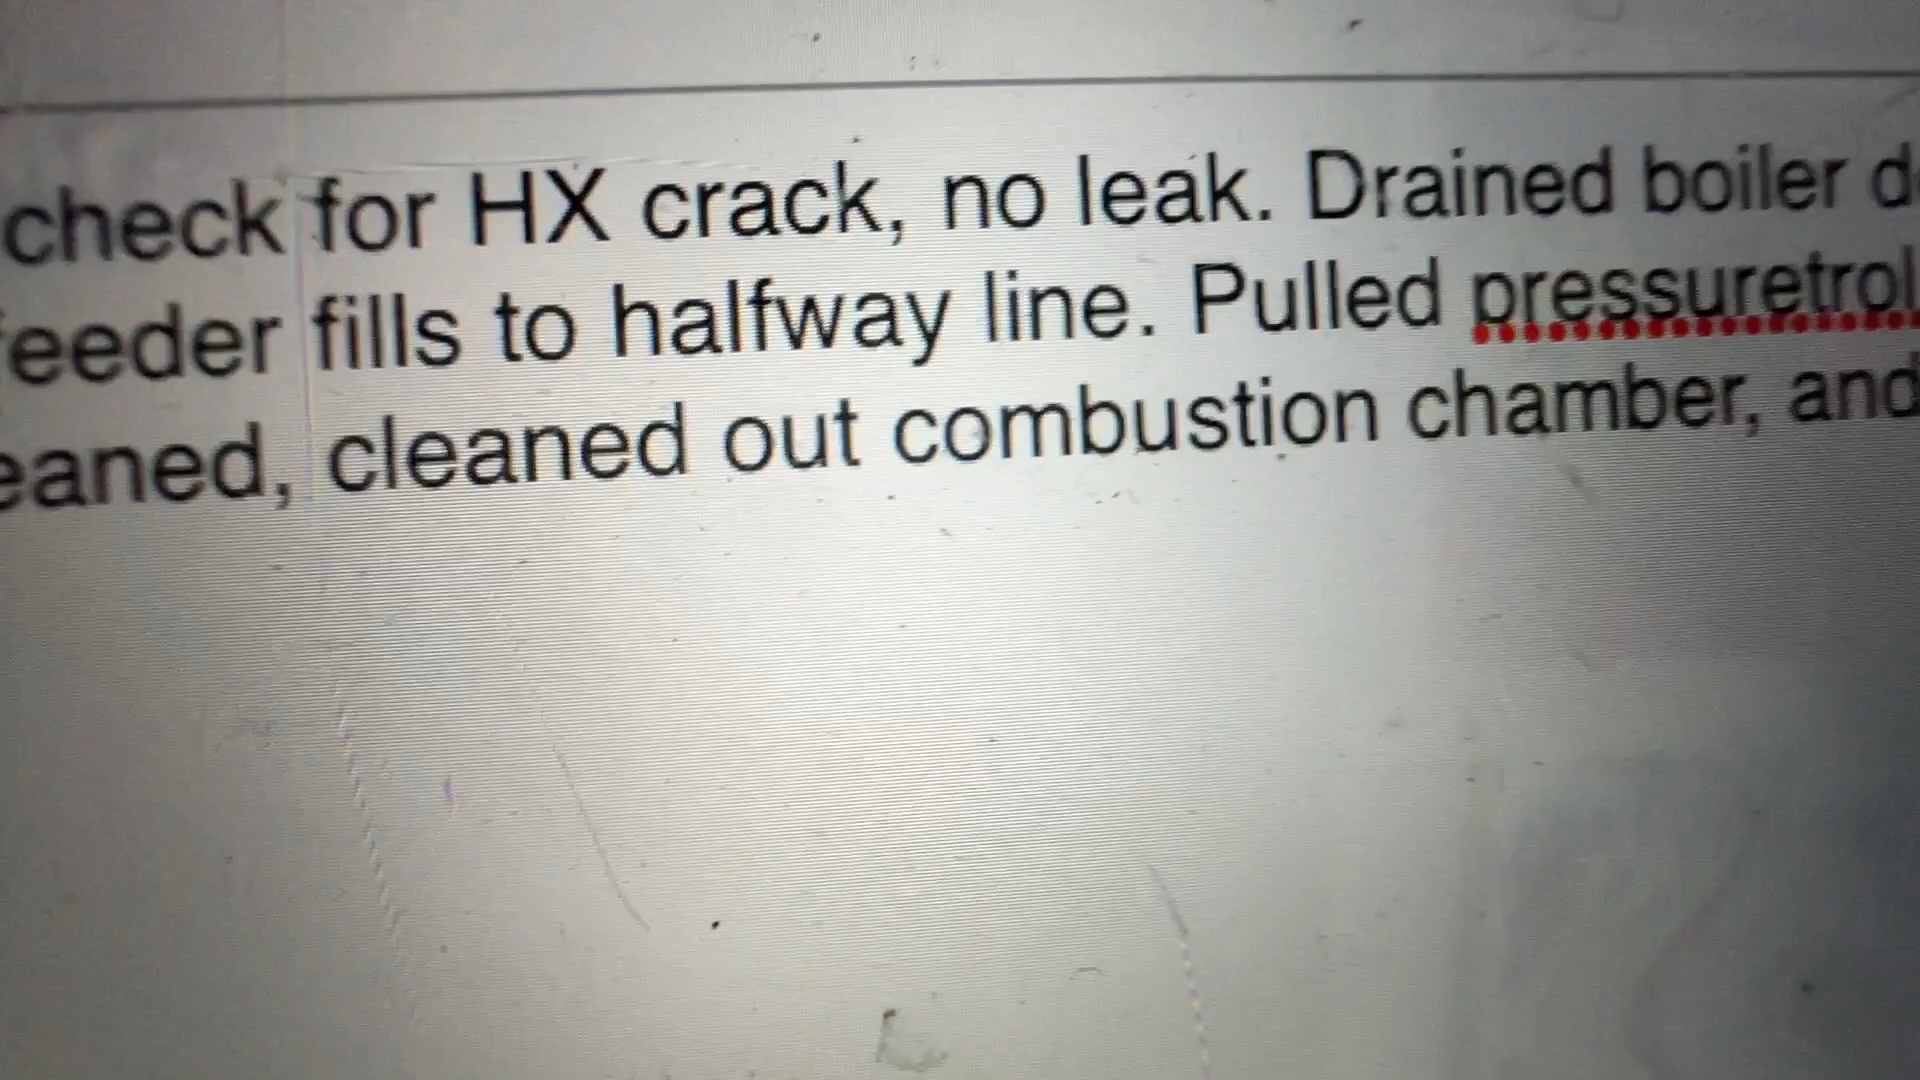 check for HX crack, no leak. Drained boiler d
eeder fills to halfway line. Pulled pressuretrol
eaned, cleaned out combustion chamber, and